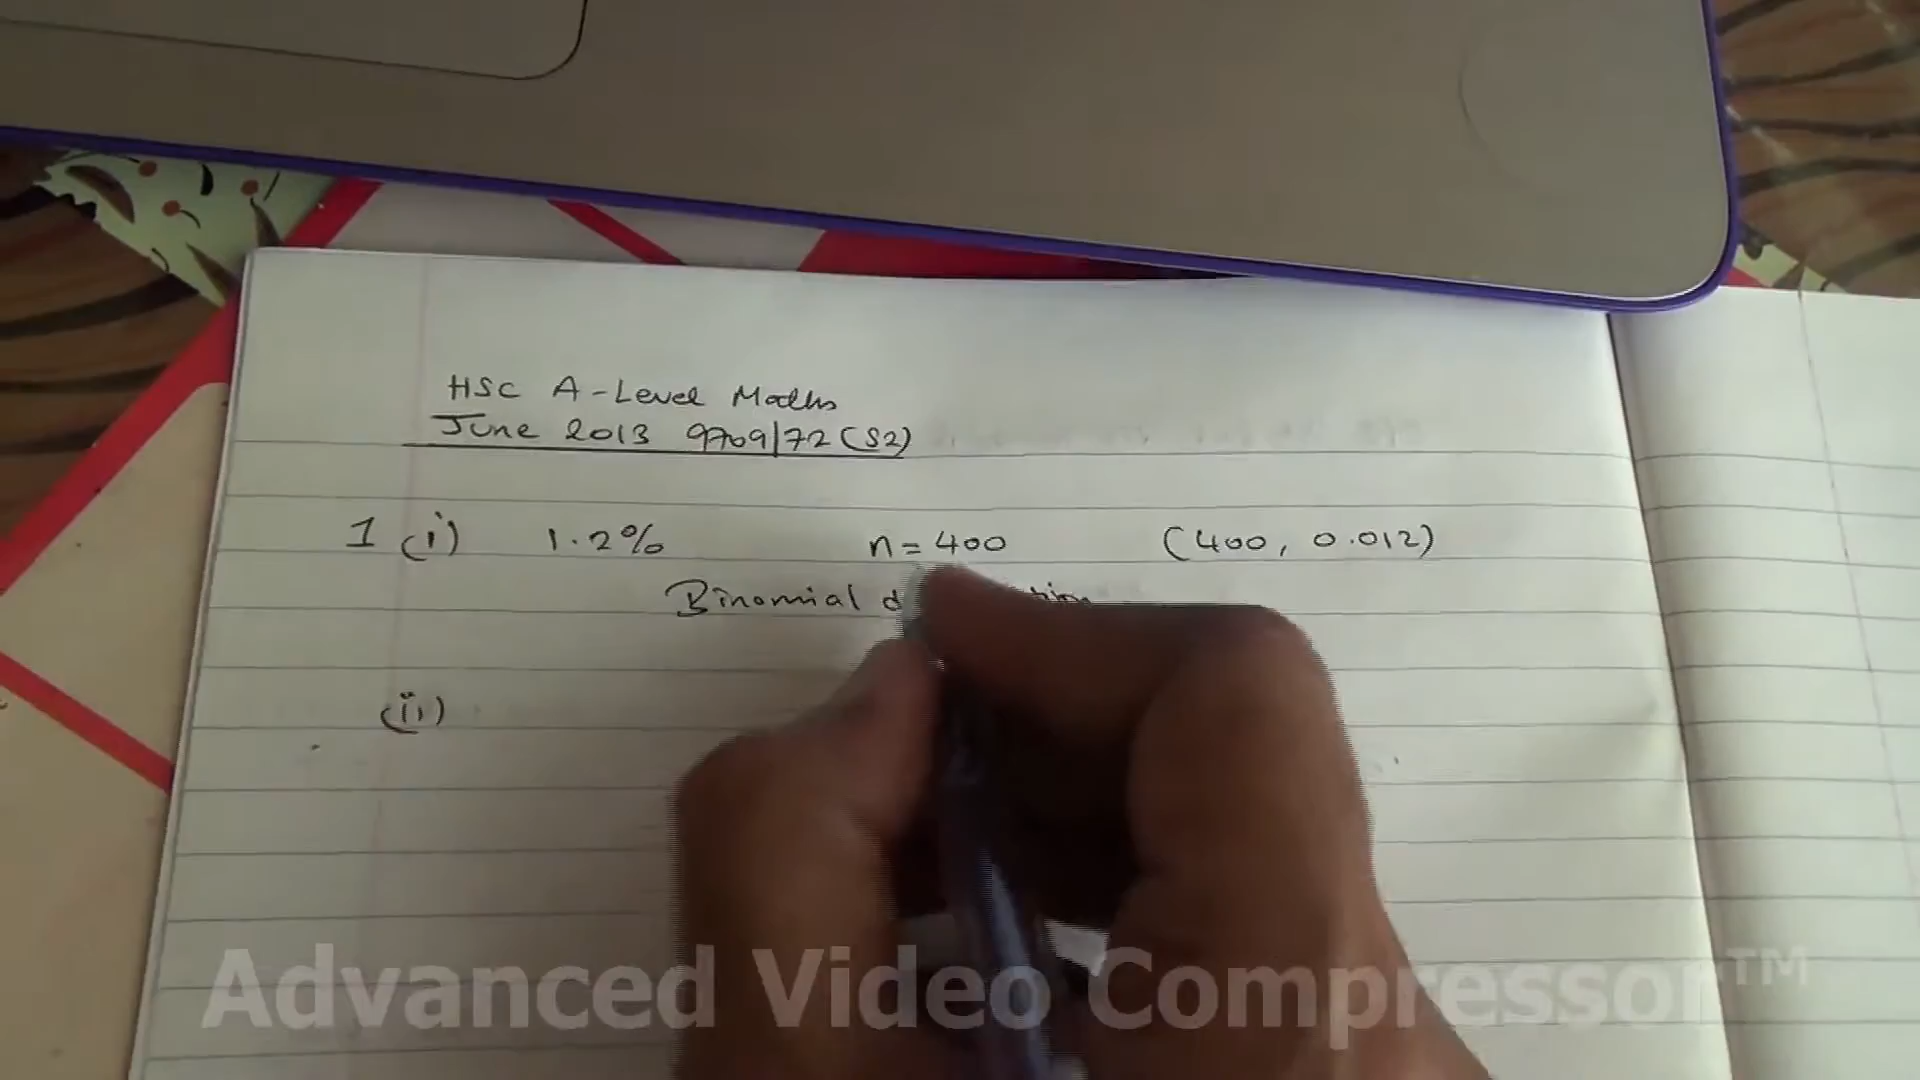 HSC A-Level Maths
June 2013 9709/72 (S2)
1 (i) 1.2% n = 400 (400, 0.012)
Binomial
(ii)
Advanced Video Compressor™